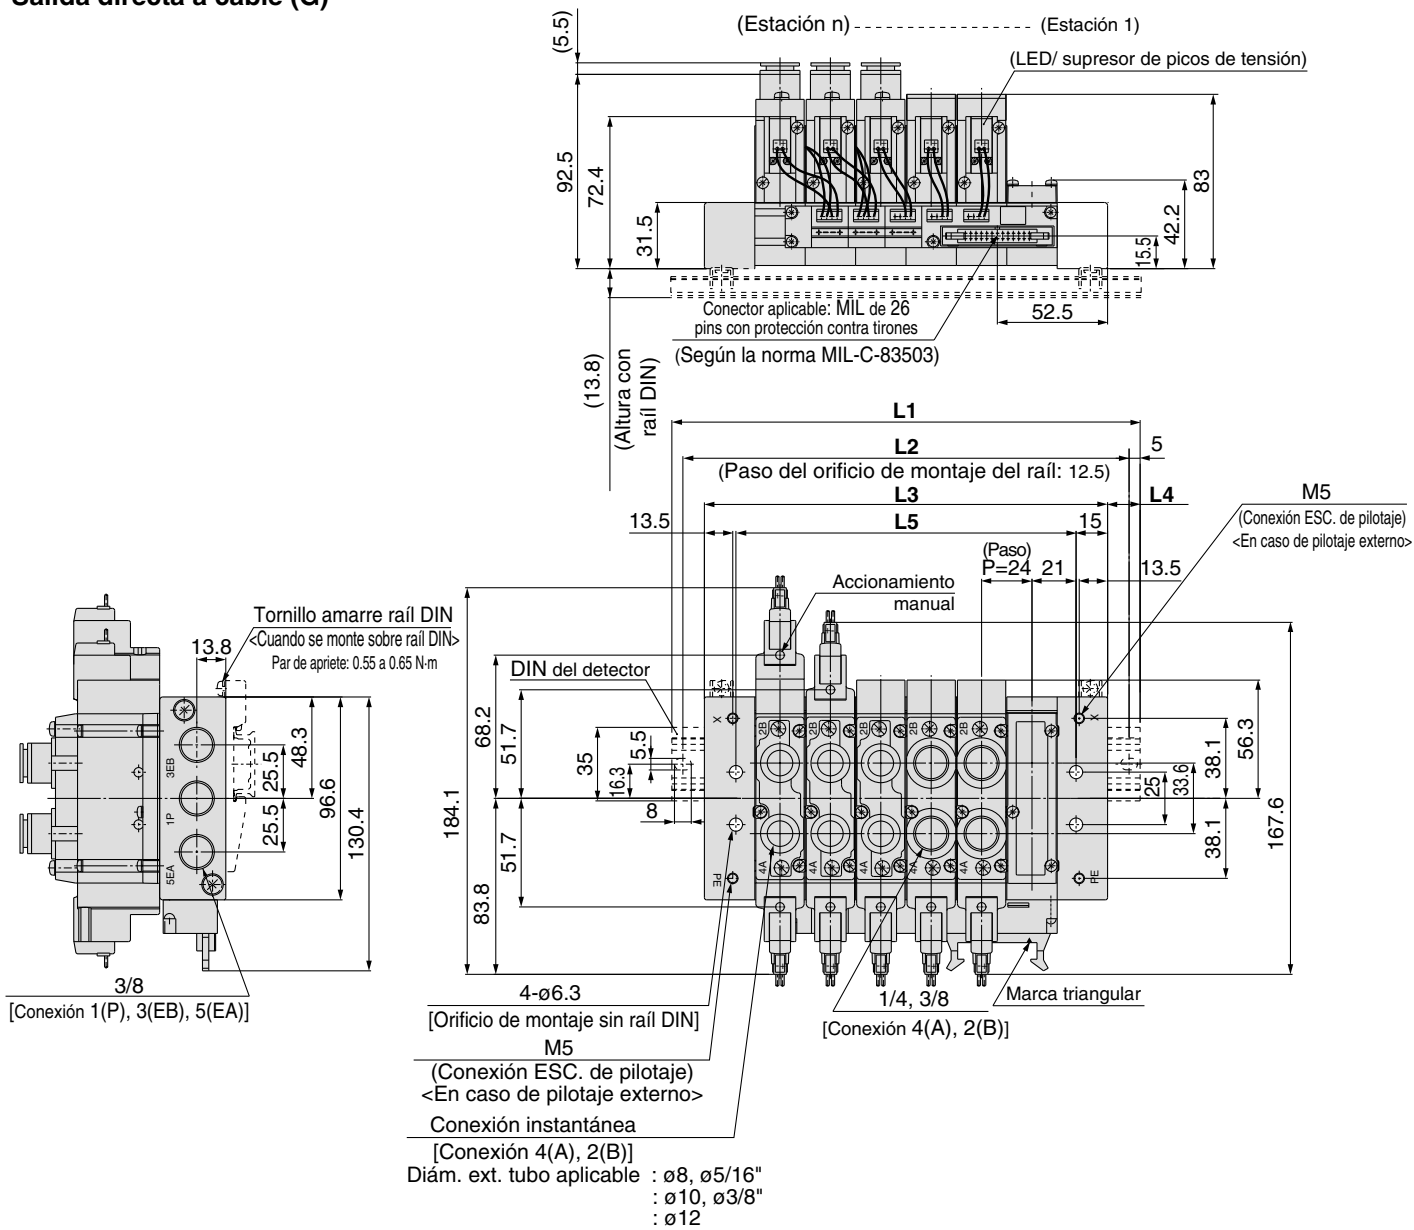 Salida directa a cable (G)
(Estación n)
(Estación 1)
(LED/ supresor de picos de tensión)
(5.5)
92.5
72.4
31.5
83
42.2
15.5
52.5
Conector aplicable: MIL de 26
pins con protección contra tirones
(Según la norma MIL-C-83503)
(13.8)
(Altura con
raíl DIN)
L1
L2
5
(Paso del orificio de montaje del raíl: 12.5)
L3
L4
13.5
L5
15
M5
(Conexión ESC. de pilotaje)
<En caso de pilotaje externo>
(Paso)
P=24
21
13.5
Accionamiento
manual
Tornillo amarre raíl DIN
<Cuando se monte sobre raíl DIN>
Par de apriete: 0.55 a 0.65 N·m
13.8
DIN del detector
184.1
68.2
51.7
35
5.5
16.3
8
51.7
83.8
X
PE
2B
2B
2B
2B
2B
4A
4A
4A
4A
4A
X
PE
25
33.6
38.1
38.1
56.3
167.6
48.3
25.5
25.5
96.6
130.4
3EB
1P
5EA
3/8
[Conexión 1(P), 3(EB), 5(EA)]
4-ø6.3
[Orificio de montaje sin raíl DIN]
M5
(Conexión ESC. de pilotaje)
<En caso de pilotaje externo>
1/4, 3/8
[Conexión 4(A), 2(B)]
Marca triangular
Conexión instantánea
[Conexión 4(A), 2(B)]
Diám. ext. tubo aplicable : ø8, ø5/16"
: ø10, ø3/8"
: ø12